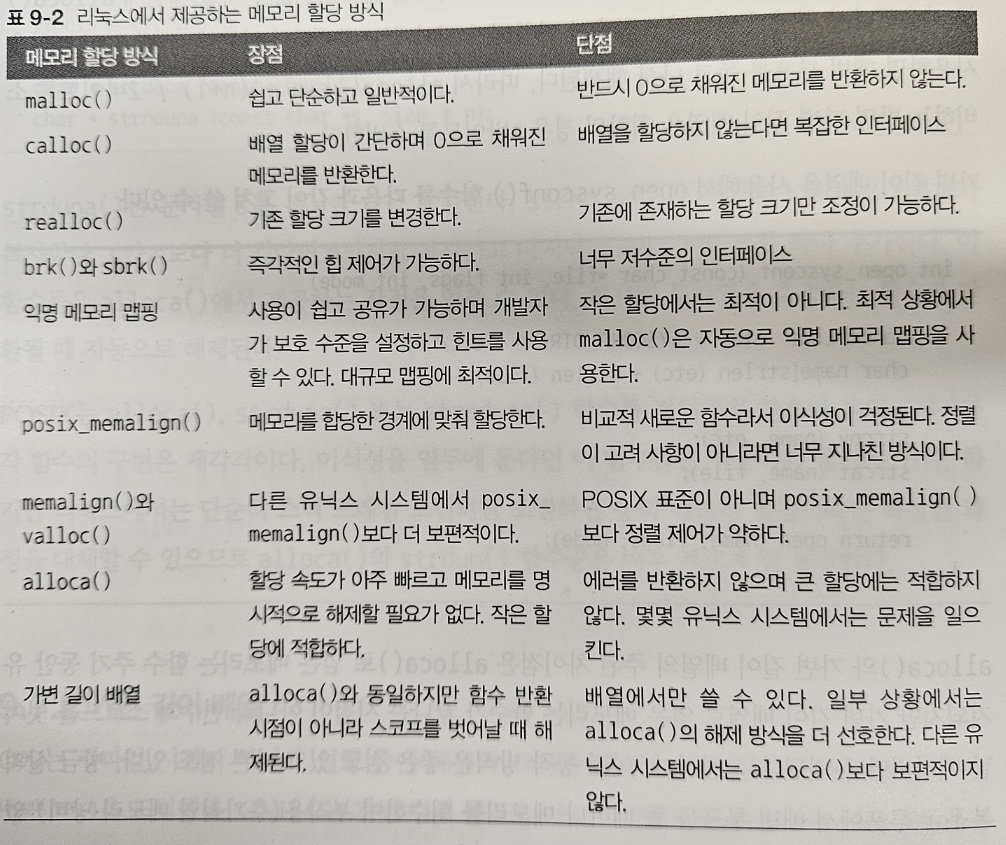 표 9-2 리눅스에서 제공하는 메모리 할당 방식
메모리 할당 방식 장점 단점
malloc() 쉽고 단순하고 일반적이다. 반드시 0으로 채워진 메모리를 반환하지 않는다.
calloc() 배열 할당이 간단하며 0으로 채워진 배열을 할당하지 않는다면 복잡한 인터페이스
메모리를 반환한다.
realloc() 기존 할당 크기를 변경한다. 기존에 존재하는 할당 크기만 조정이 가능하다.
brk()와 sbrk() 즉각적인 힙 제어가 가능하다. 너무 저수준의 인터페이스
익명 메모리 맵핑 사용이 쉽고 공유가 가능하며 개발자 작은 할당에서는 최적이 아니다. 최적 상황에서
가 보호 수준을 설정하고 힌트를 사용 malloc()은 자동으로 익명 메모리 맵핑을 사
할 수 있다. 대규모 맵핑에 최적이다. 용한다.
posix_memalign() 메모리를 합당한 경계에 맞춰 할당한다. 비교적 새로운 함수라서 이식성이 걱정된다. 정렬
이 고려 사항이 아니라면 너무 지나진 방식이다.
memalign()와 다른 유닉스 시스템에서 posix_ POSIX 표준이 아니며 posix_memalign()
valloc() memalign()보다 더 보편적이다. 보다 정렬 제어가 약하다.
alloca() 할당 속도가 아주 빠르고 메모리를 명 에러를 반환하지 않으며 큰 할당에는 적합하지
시적으로 해제할 필요가 없다. 작은 할 않다. 몇몇 유닉스 시스템에서는 문제을 일으
당에 적합하다. 킨다.
가변 길이 배열 alloca()와 동일하지만 함수 반환 배열에서만 쓸 수 있다. 일부 상황에서는
시점이 아니라 스코프를 벗어날 때 해 alloca()의 해제 방식을 더 선호한다. 다른 유
제된다. 닉스 시스템에서는 alloca()보다 보편적이지
않다.